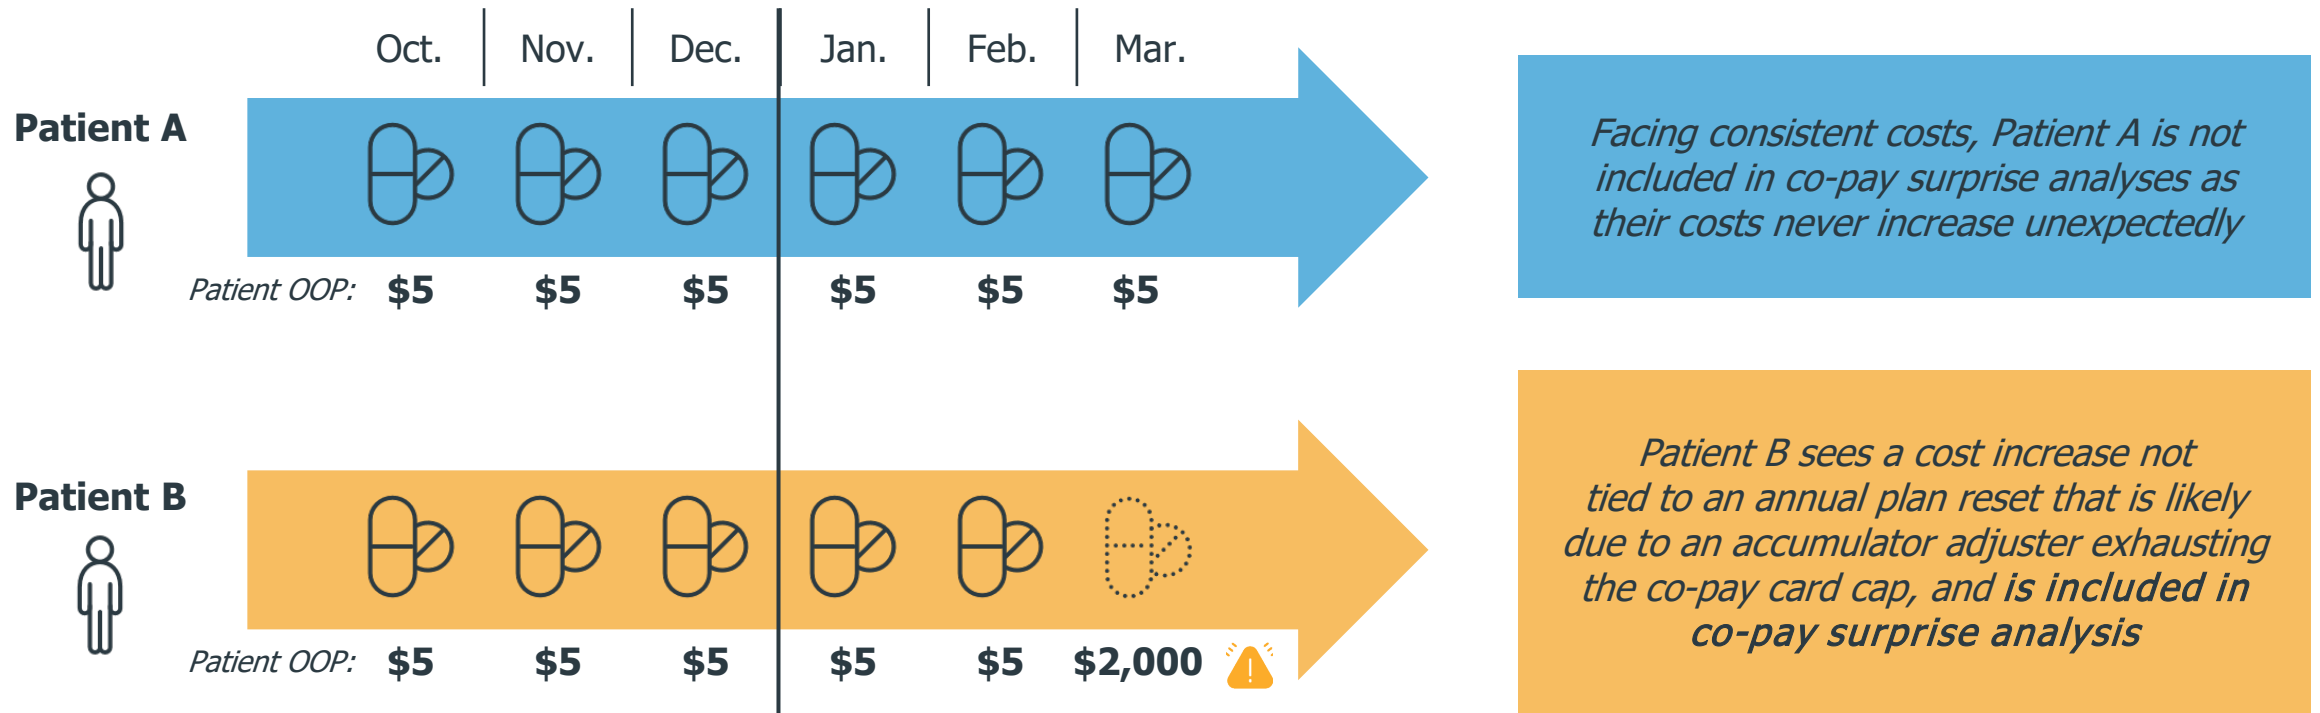 Oct. Nov. Dec. Jan. Feb. Mar.
Patient A
Patient OOP: $5 $5 $5 $5 $5 $5
Facing consistent costs, Patient A is not
included in co-pay surprise analyses as
their costs never increase unexpectedly
Patient B
Patient OOP: $5 $5 $5 $5 $5 $2,000
Patient B sees a cost increase not
tied to an annual plan reset that is likely
due to an accumulator adjuster exhausting
the co-pay card cap, and is included in
co-pay surprise analysis